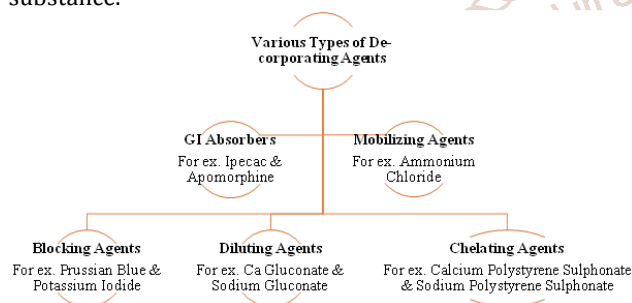 substance.
Various Types of De-
corporating Agents
GI Absorbers
For ex. Ipecac &
Apomorphine
Mobilizing Agents
For ex. Ammonium
Chloride
Blocking Agents
For ex. Prussian Blue &
Potassium Iodide
Diluting Agents
For ex. Ca Gluconate &
Sodium Gluconate
Chelating Agents
For ex. Calcium Polystyrene Sulphonate
& Sodium Polystyrene Sulphonate